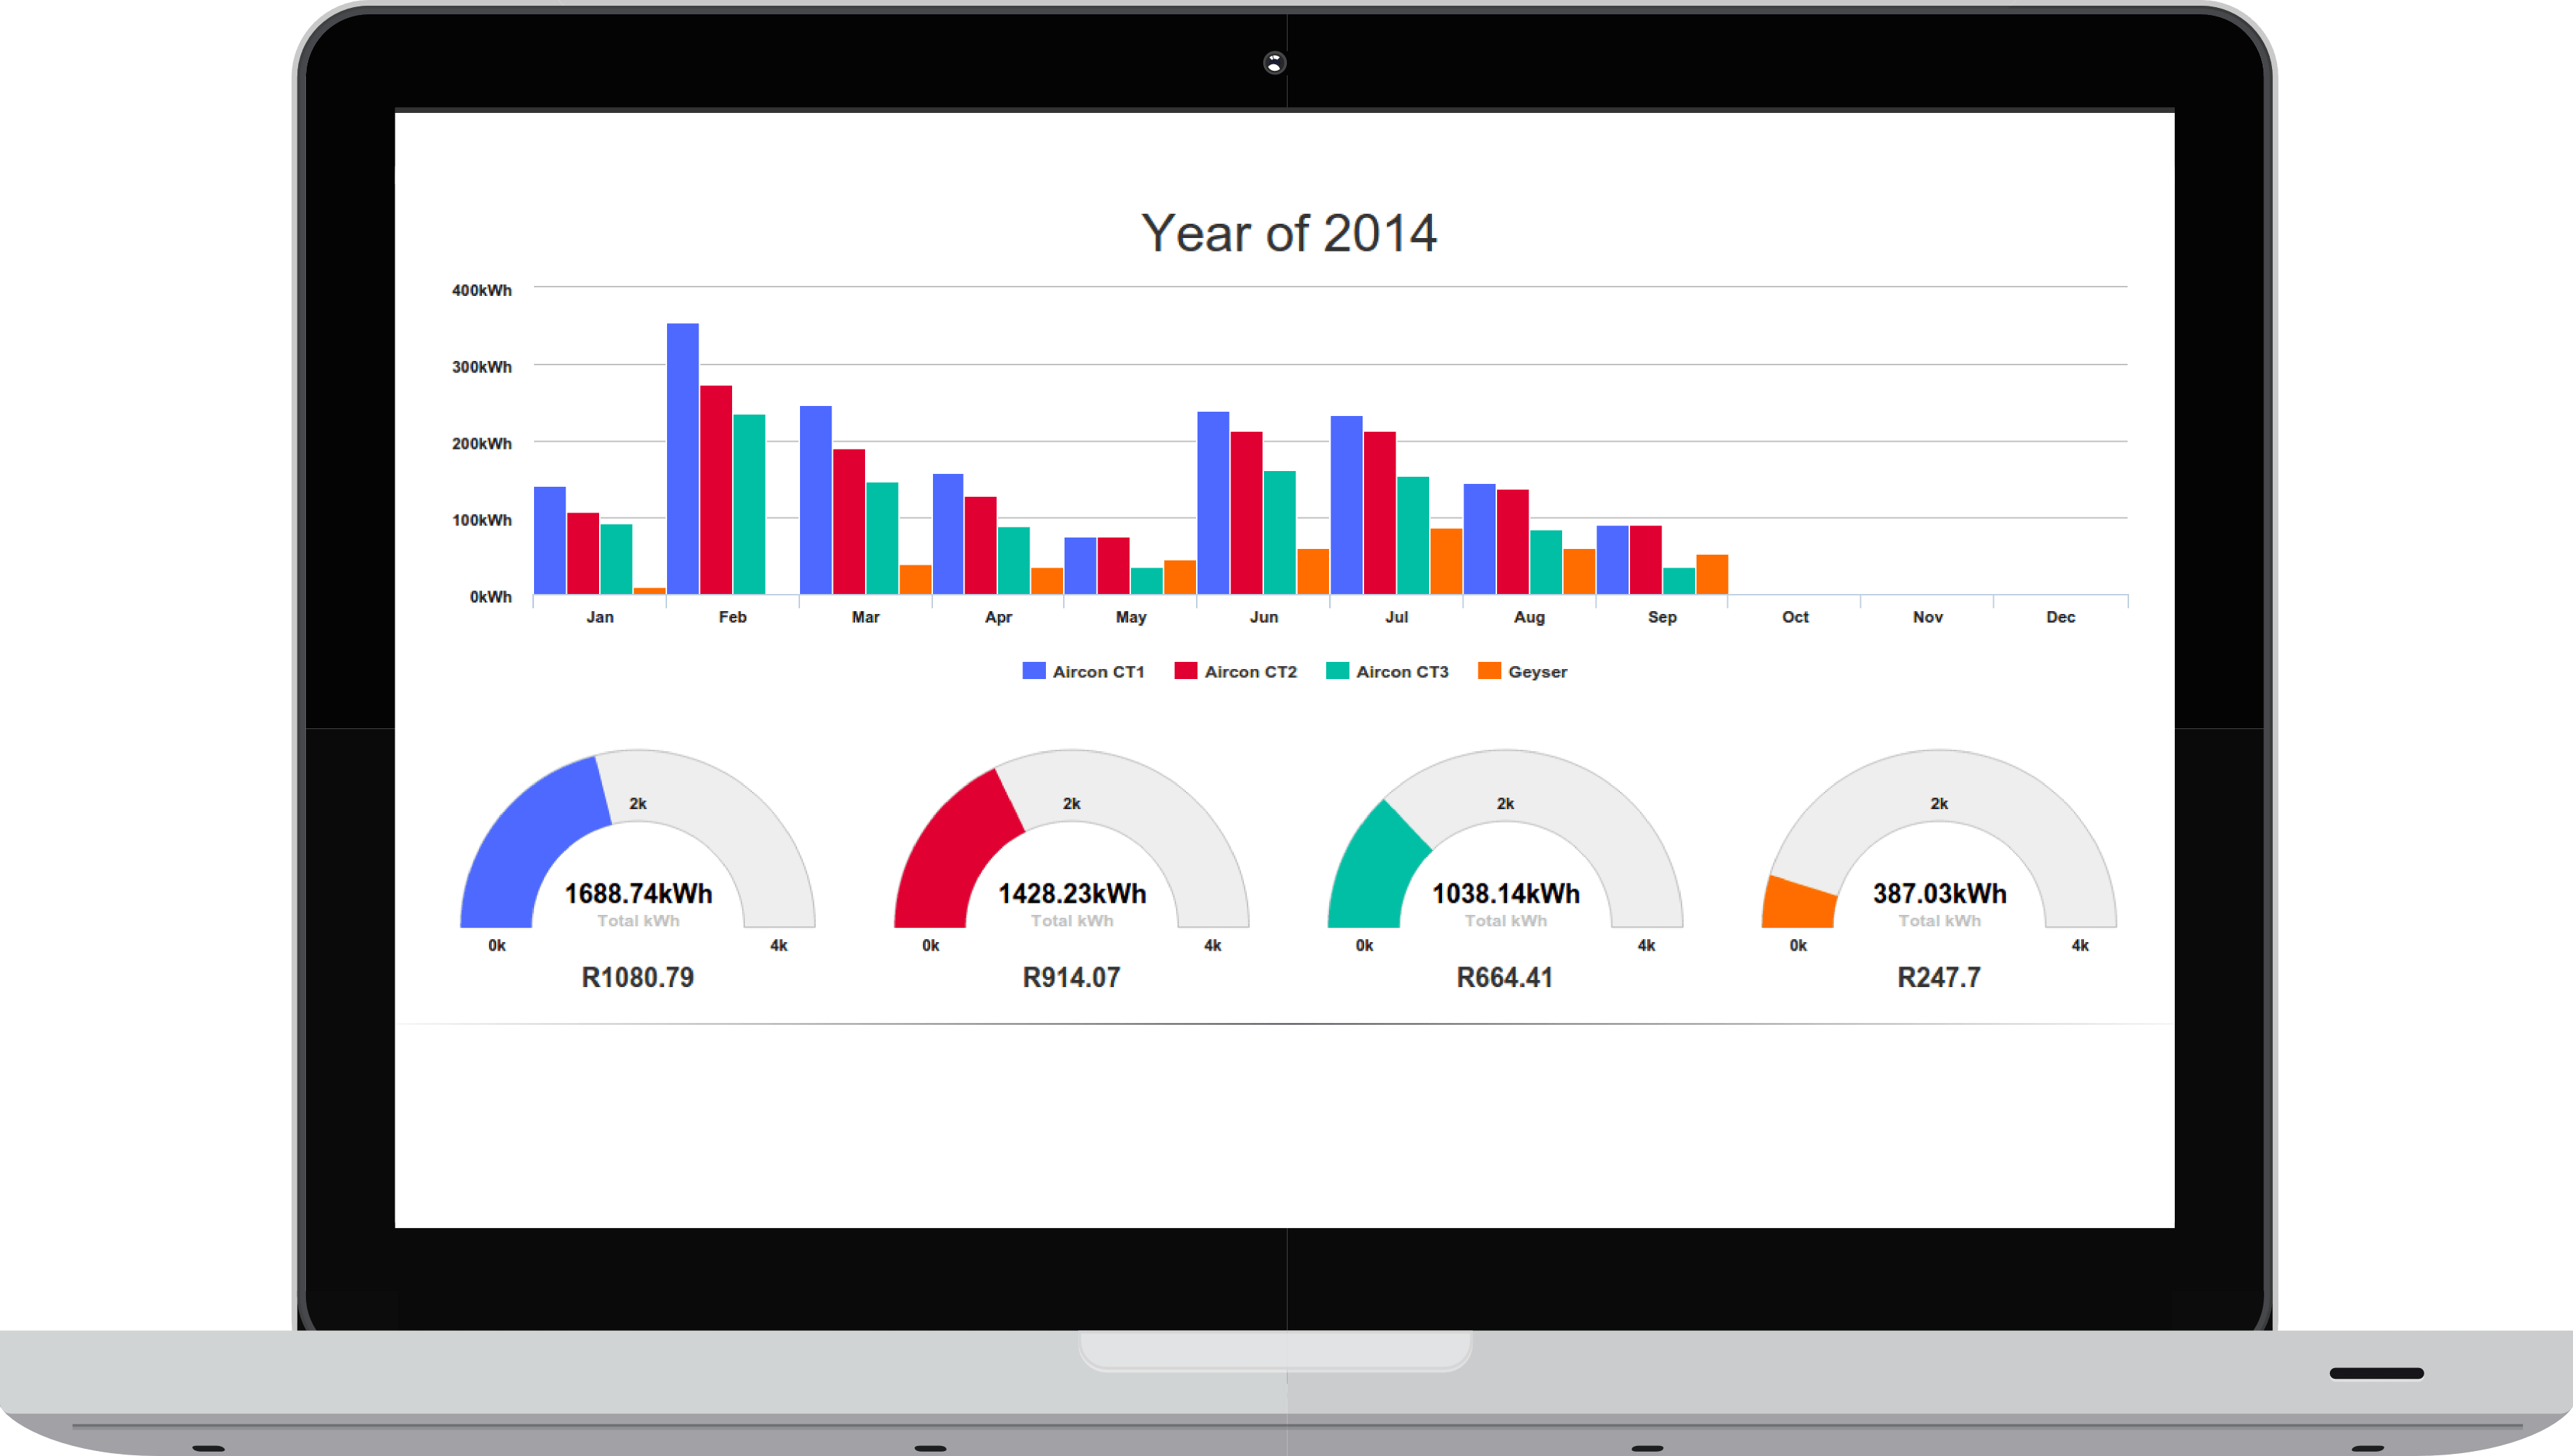 Year of 2014
400kWh
300kWh
200kWh
100kWh
0kWh
Jan Feb Mar Apr May Jun Jul Aug Sep Oct Nov Dec
Aircon CT1 Aircon CT2 Aircon CT3 Geyser
2k 2k 2k 2k
1688.74kWh 1428.23kWh 1038.14kWh 387.03kWh
Total kWh Total kWh Total kWh Total kWh
0k 4k 0k 4k 0k 4k 0k 4k
R1080.79 R914.07 R664.41 R247.7